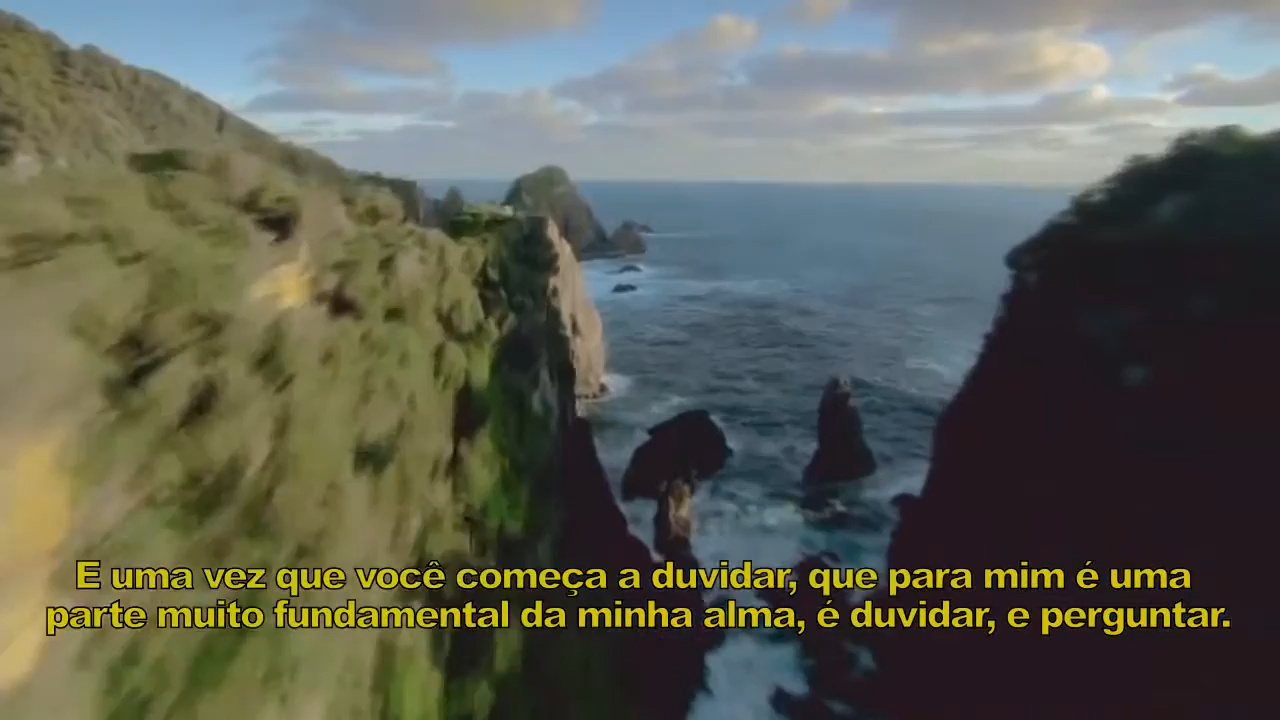 E uma vez que você começa a duvidar, que para mim é uma
parte muito fundamental da minha alma, é duvidar, e perguntar.